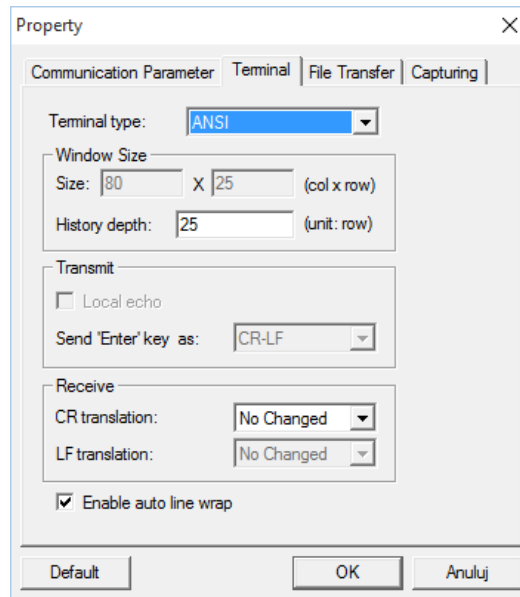 Property
Communication Parameter Terminal File Transfer Capturing
Terminal type: ANSI
Window Size
Size: 80 X 25 (col x row)
History depth: 25 (unit: row)
Transmit
Local echo
Send 'Enter' key as: CR-LF
Receive
CR translation: No Changed
LF translation: No Changed
Enable auto line wrap
Default OK Anuluj